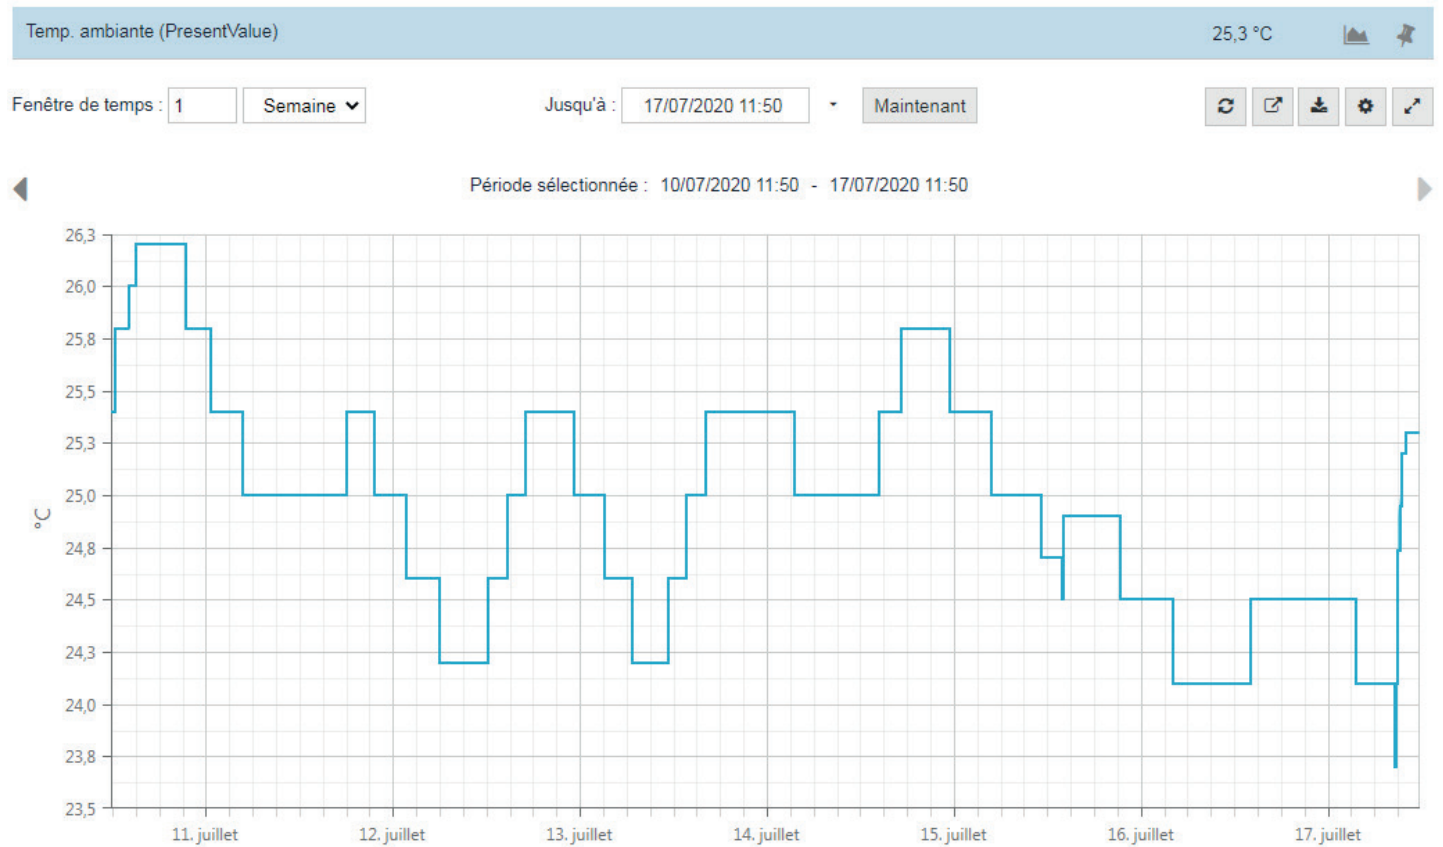 Temp. ambiante (PresentValue) 25,3 °C
Fenêtre de temps : 1 Semaine Jusqu'à : 17/07/2020 11:50 Maintenant
Période sélectionnée : 10/07/2020 11:50 - 17/07/2020 11:50
26,3
26,0
25,8
25,5
25,3
25,0
°C
24,8
24,5
24,3
24,0
23,8
23,5
11. juillet 12. juillet 13. juillet 14. juillet 15. juillet 16. juillet 17. juillet